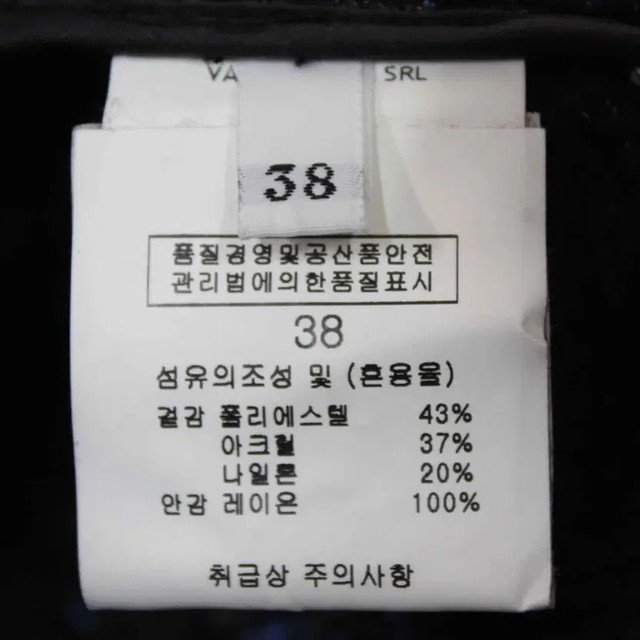 VA SRL
38
품질경영및공산품안전
관리법에의한품질표시
38
섬유의조성 및 (혼용율)
겉감 폴리에스텔 43%
아크릴 37%
나일론 20%
안감 레이온 100%
취급상 주의사항